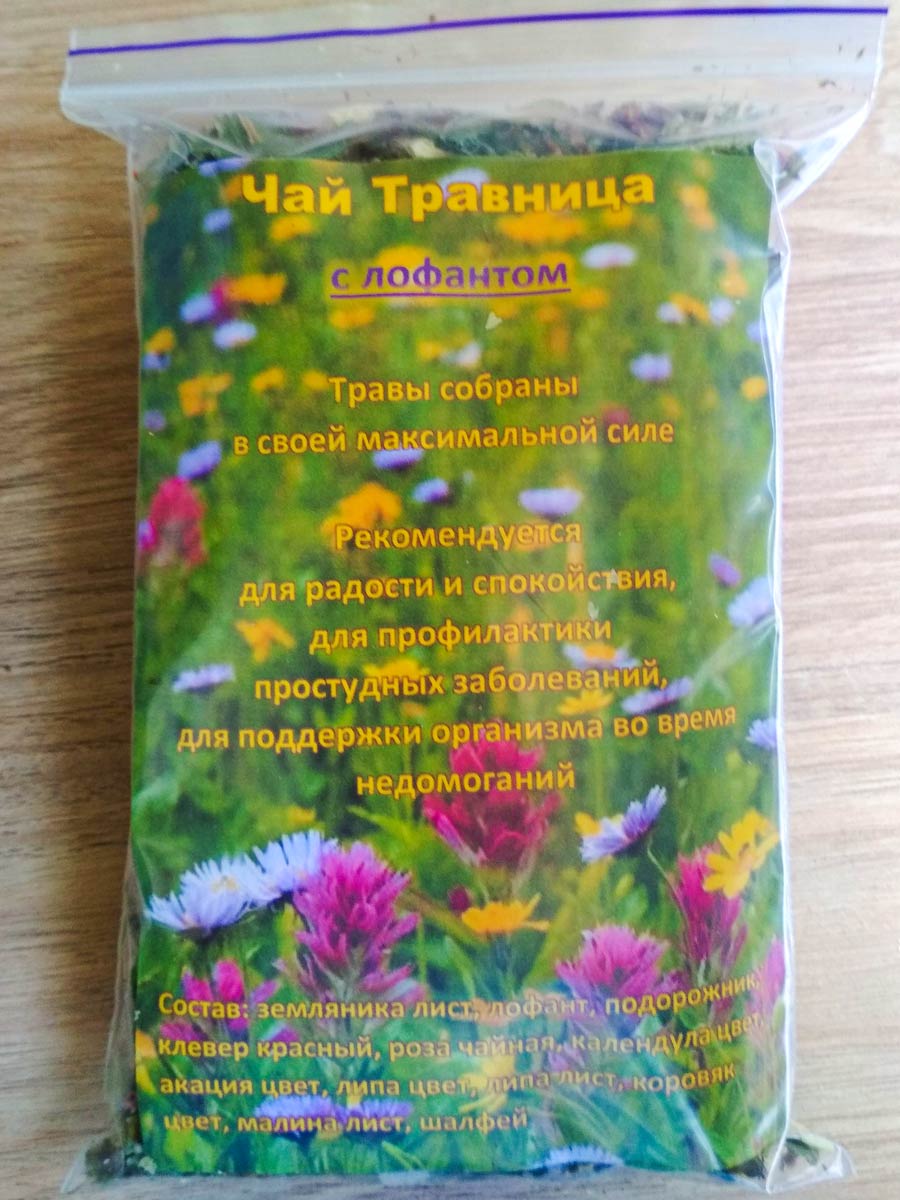 Чай Травница
с лофантом
Травы собраны
в своей максимальной силе
Рекомендуется
для радости и спокойствия,
для профилактики
простудных заболеваний,
для поддержки организма во время
недомоганий
Состав: земляника лист, лофант, подорожник,
клевер красный, роза чайная, календула цвет,
акация цвет, липа цвет, липа лист, коровяк
цвет, малина лист, шалфей